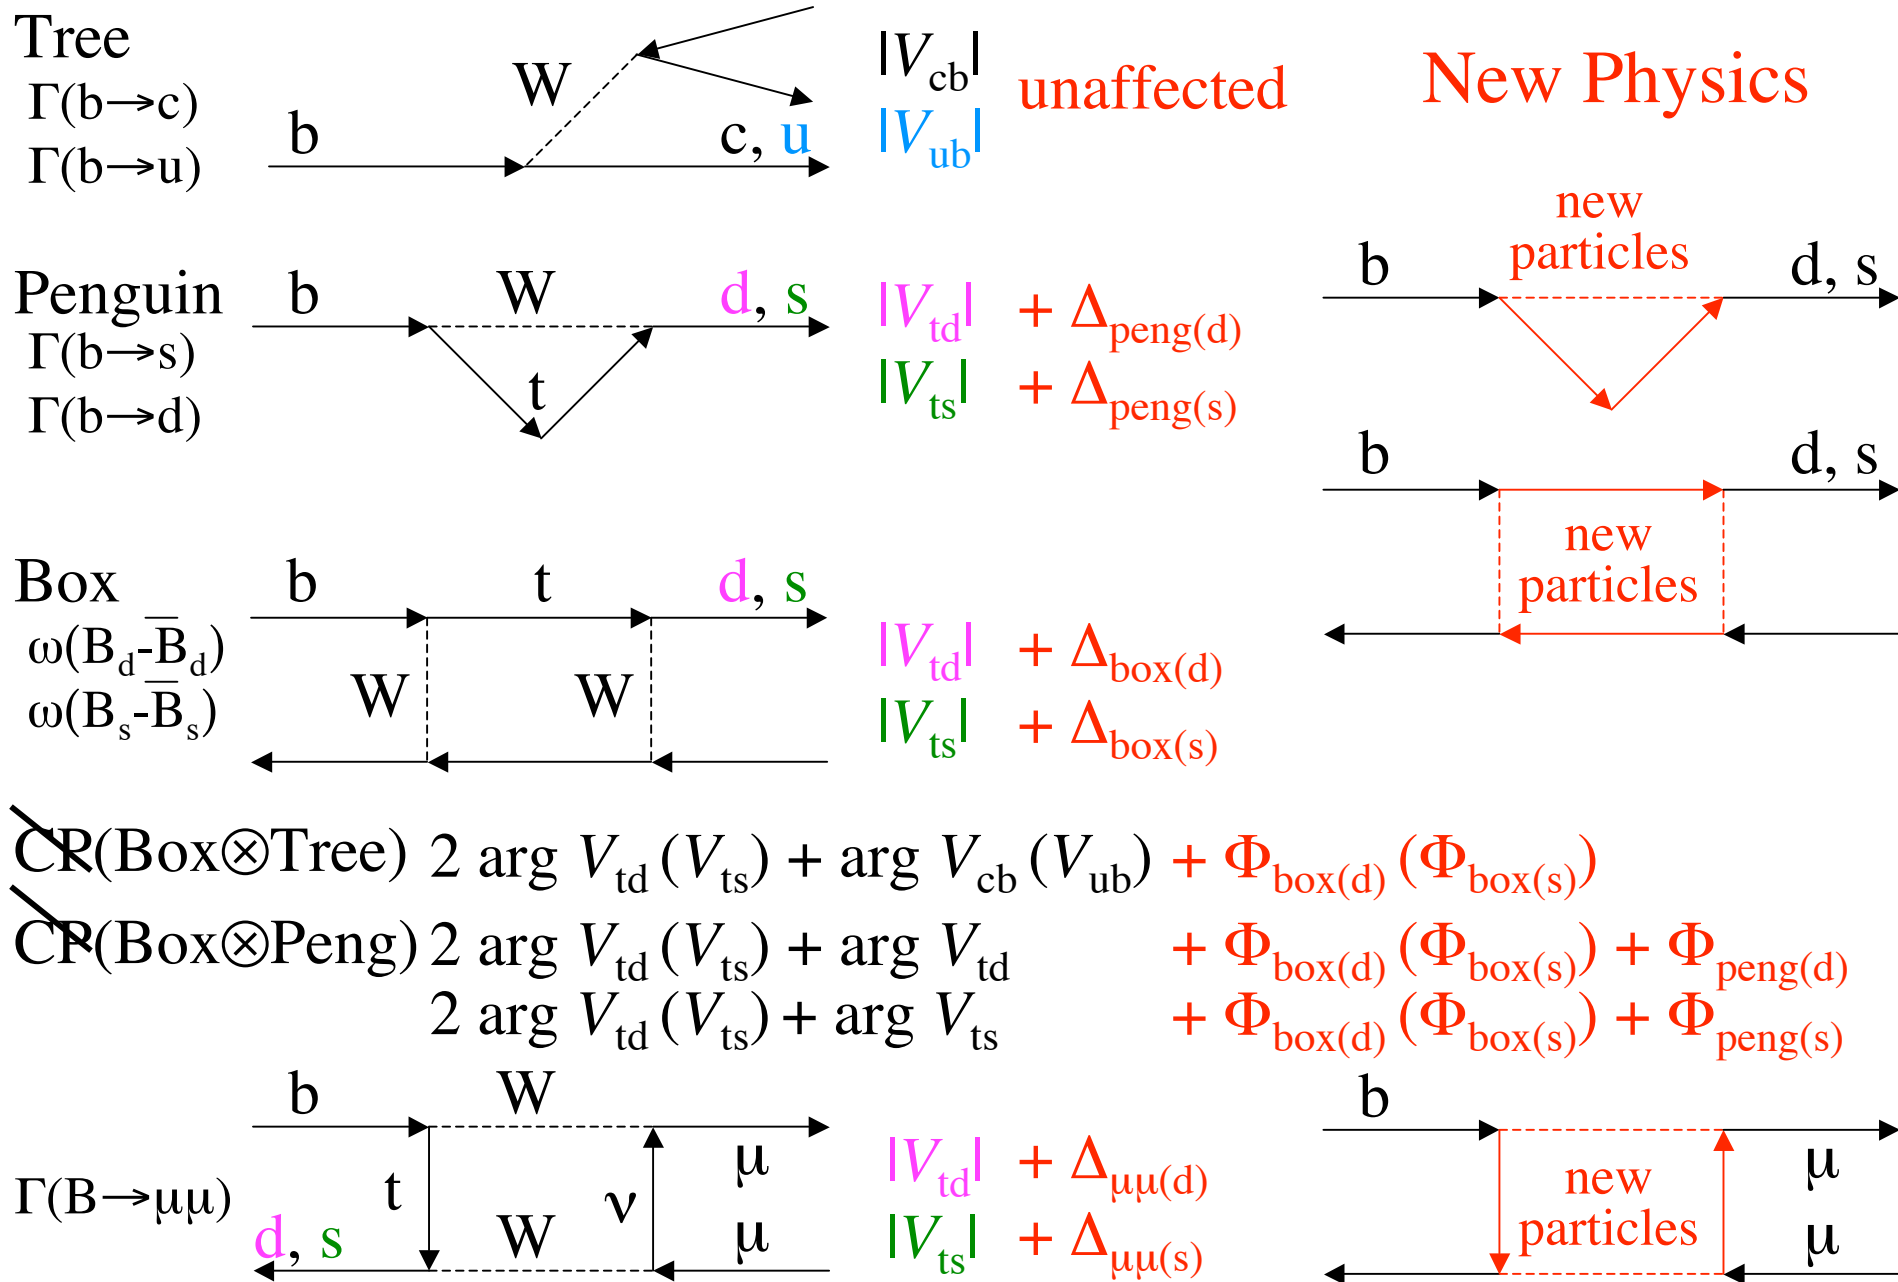 Tree
Γ(b→c)
Γ(b→u)
b
W
c, u
|V_cb|
|V_ub|
unaffected
New Physics
Penguin
Γ(b→s)
Γ(b→d)
b
W
t
d, s
|V_td| + Δ_peng(d)
|V_ts| + Δ_peng(s)
b
new
particles
d, s
Box
ω(B_d-B̅_d)
ω(B_s-B̅_s)
b
t
d, s
W
W
|V_td| + Δ_box(d)
|V_ts| + Δ_box(s)
b
d, s
new
particles
C̸P̸(Box⊗Tree) 2 arg V_td (V_ts) + arg V_cb (V_ub) + Φ_box(d) (Φ_box(s))
C̸P̸(Box⊗Peng) 2 arg V_td (V_ts) + arg V_td + Φ_box(d) (Φ_box(s)) + Φ_peng(d)
2 arg V_td (V_ts) + arg V_ts + Φ_box(d) (Φ_box(s)) + Φ_peng(s)
Γ(B→μμ)
b
W
t
ν
μ
μ
d, s
W
|V_td| + Δ_μμ(d)
|V_ts| + Δ_μμ(s)
b
new
particles
μ
μ